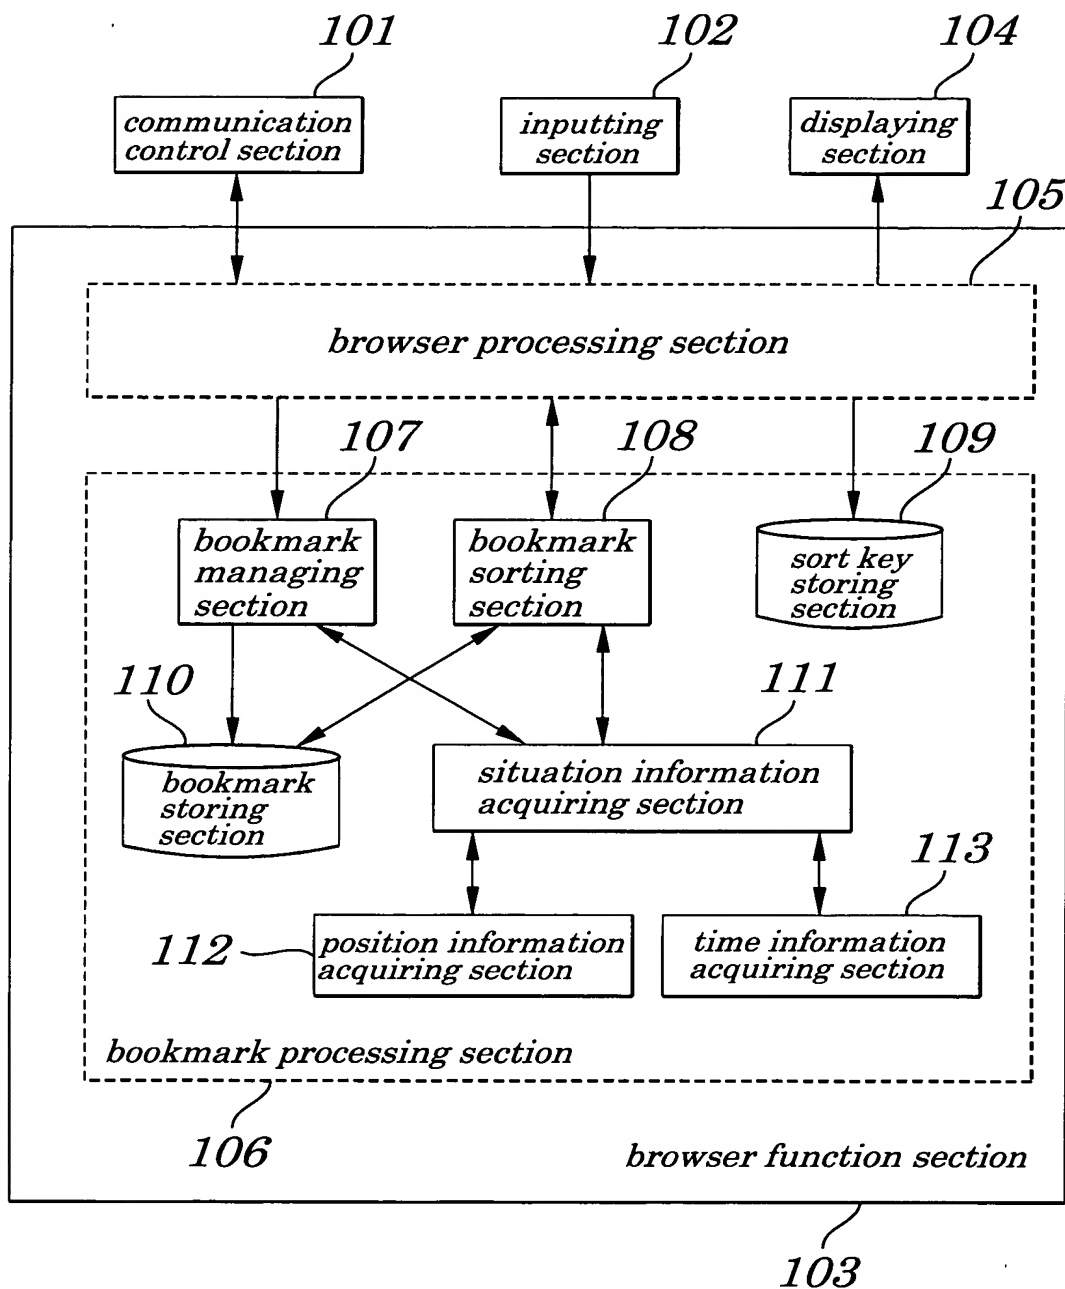 101
102
104
communication
control section
inputting
section
displaying
section
105
browser processing section
107
108
109
bookmark
managing
section
bookmark
sorting
section
sort key
storing
section
110
111
bookmark
storing
section
situation information
acquiring section
113
112
position information
acquiring section
time information
acquiring section
bookmark processing section
106
browser function section
103